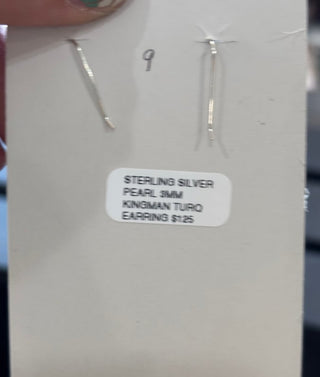 9
STERLING SILVER
PEARL 3MM
KINGMAN TURQ
EARRING $125